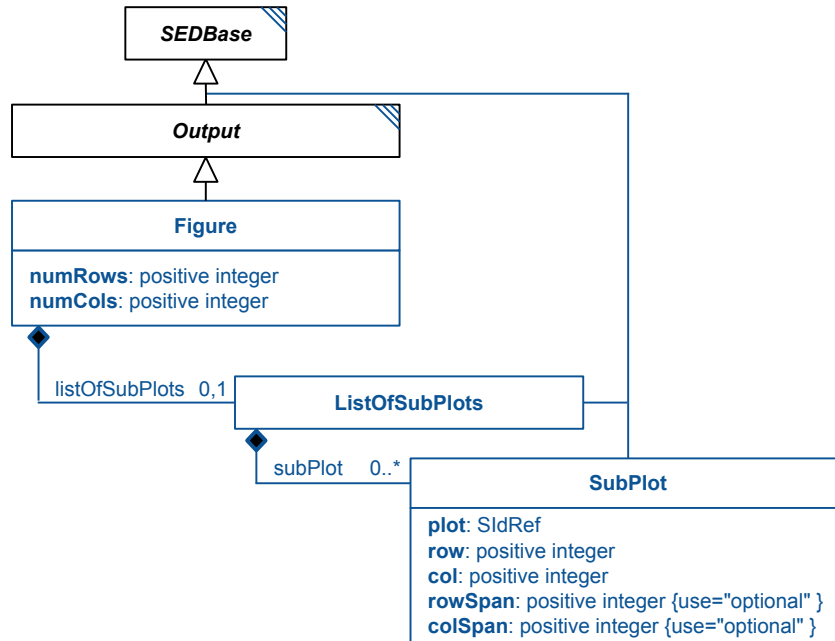 SEDBase
Output
Figure
numRows: positive integer
numCols: positive integer
listOfSubPlots 0,1
ListOfSubPlots
subPlot 0..*
SubPlot
plot: SIdRef
row: positive integer
col: positive integer
rowSpan: positive integer {use="optional" }
colSpan: positive integer {use="optional" }